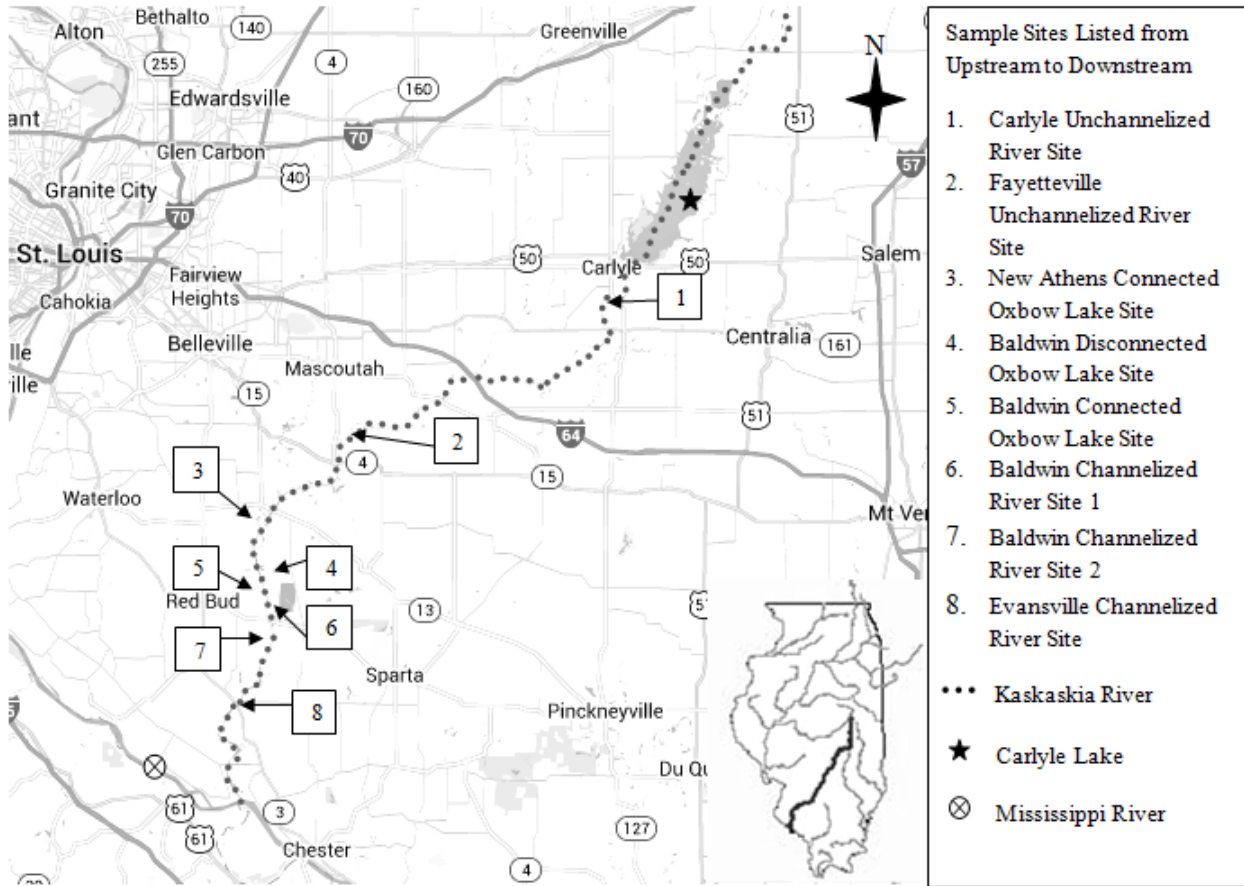 Bethalto
Alton
140
Greenville
4
255
Edwardsville
160
51
N
ant
70
Glen Carbon
40
57
Granite City
70
St. Louis
50
Carlyle
50
Salem
Fairview
Heights
Cahokia
1
Belleville
Centralia
161
lle
ville
Mascoutah
15
51
2
64
4
15
3
Waterloo
Mt Ver
5
4
Red Bud
13
6
7
Sparta
8
Pinckneyville
Du Qu
61
3
61
127
Chester
4
Sample Sites Listed from
Upstream to Downstream
1. Carlyle Unchannelized
River Site
2. Fayetteville
Unchannelized River
Site
3. New Athens Connected
Oxbow Lake Site
4. Baldwin Disconnected
Oxbow Lake Site
5. Baldwin Connected
Oxbow Lake Site
6. Baldwin Channelized
River Site 1
7. Baldwin Channelized
River Site 2
8. Evansville Channelized
River Site
Kaskaskia River
Carlyle Lake
Mississippi River